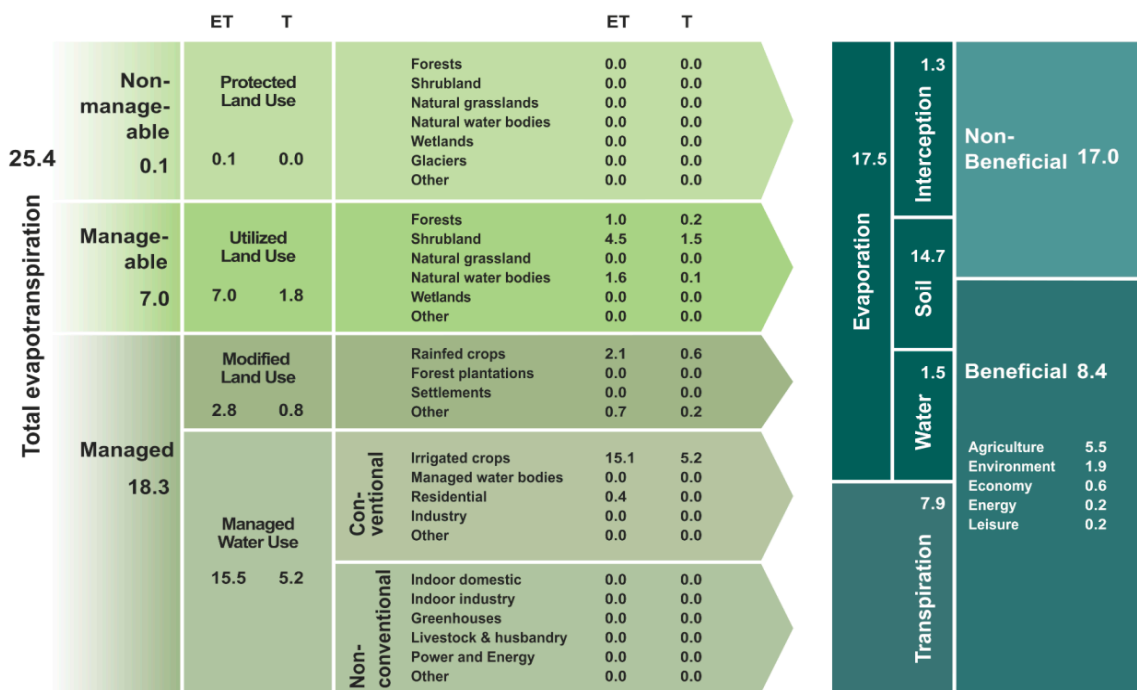 ET T ET T
Total evapotranspiration
25.4
Non-
manage-
able
0.1
Protected
Land Use
0.1 0.0
Forests 0.0 0.0
Shrubland 0.0 0.0
Natural grasslands 0.0 0.0
Natural water bodies 0.0 0.0
Wetlands 0.0 0.0
Glaciers 0.0 0.0
Other 0.0 0.0
Manage-
able
7.0
Utilized
Land Use
7.0 1.8
Forests 1.0 0.2
Shrubland 4.5 1.5
Natural grassland 0.0 0.0
Natural water bodies 1.6 0.1
Wetlands 0.0 0.0
Other 0.0 0.0
Managed
18.3
Modified
Land Use
2.8 0.8
Rainfed crops 2.1 0.6
Forest plantations 0.0 0.0
Settlements 0.0 0.0
Other 0.7 0.2
Managed
Water Use
15.5 5.2
Con-
ventional
Irrigated crops 15.1 5.2
Managed water bodies 0.0 0.0
Residential 0.4 0.0
Industry 0.0 0.0
Other 0.0 0.0
Non-
conventional
Indoor domestic 0.0 0.0
Indoor industry 0.0 0.0
Greenhouses 0.0 0.0
Livestock & husbandry 0.0 0.0
Power and Energy 0.0 0.0
Other 0.0 0.0
17.5
Evaporation
1.3
Interception
14.7
Soil
1.5
Water
7.9
Transpiration
Non-
Beneficial 17.0
Beneficial 8.4
Agriculture 5.5
Environment 1.9
Economy 0.6
Energy 0.2
Leisure 0.2